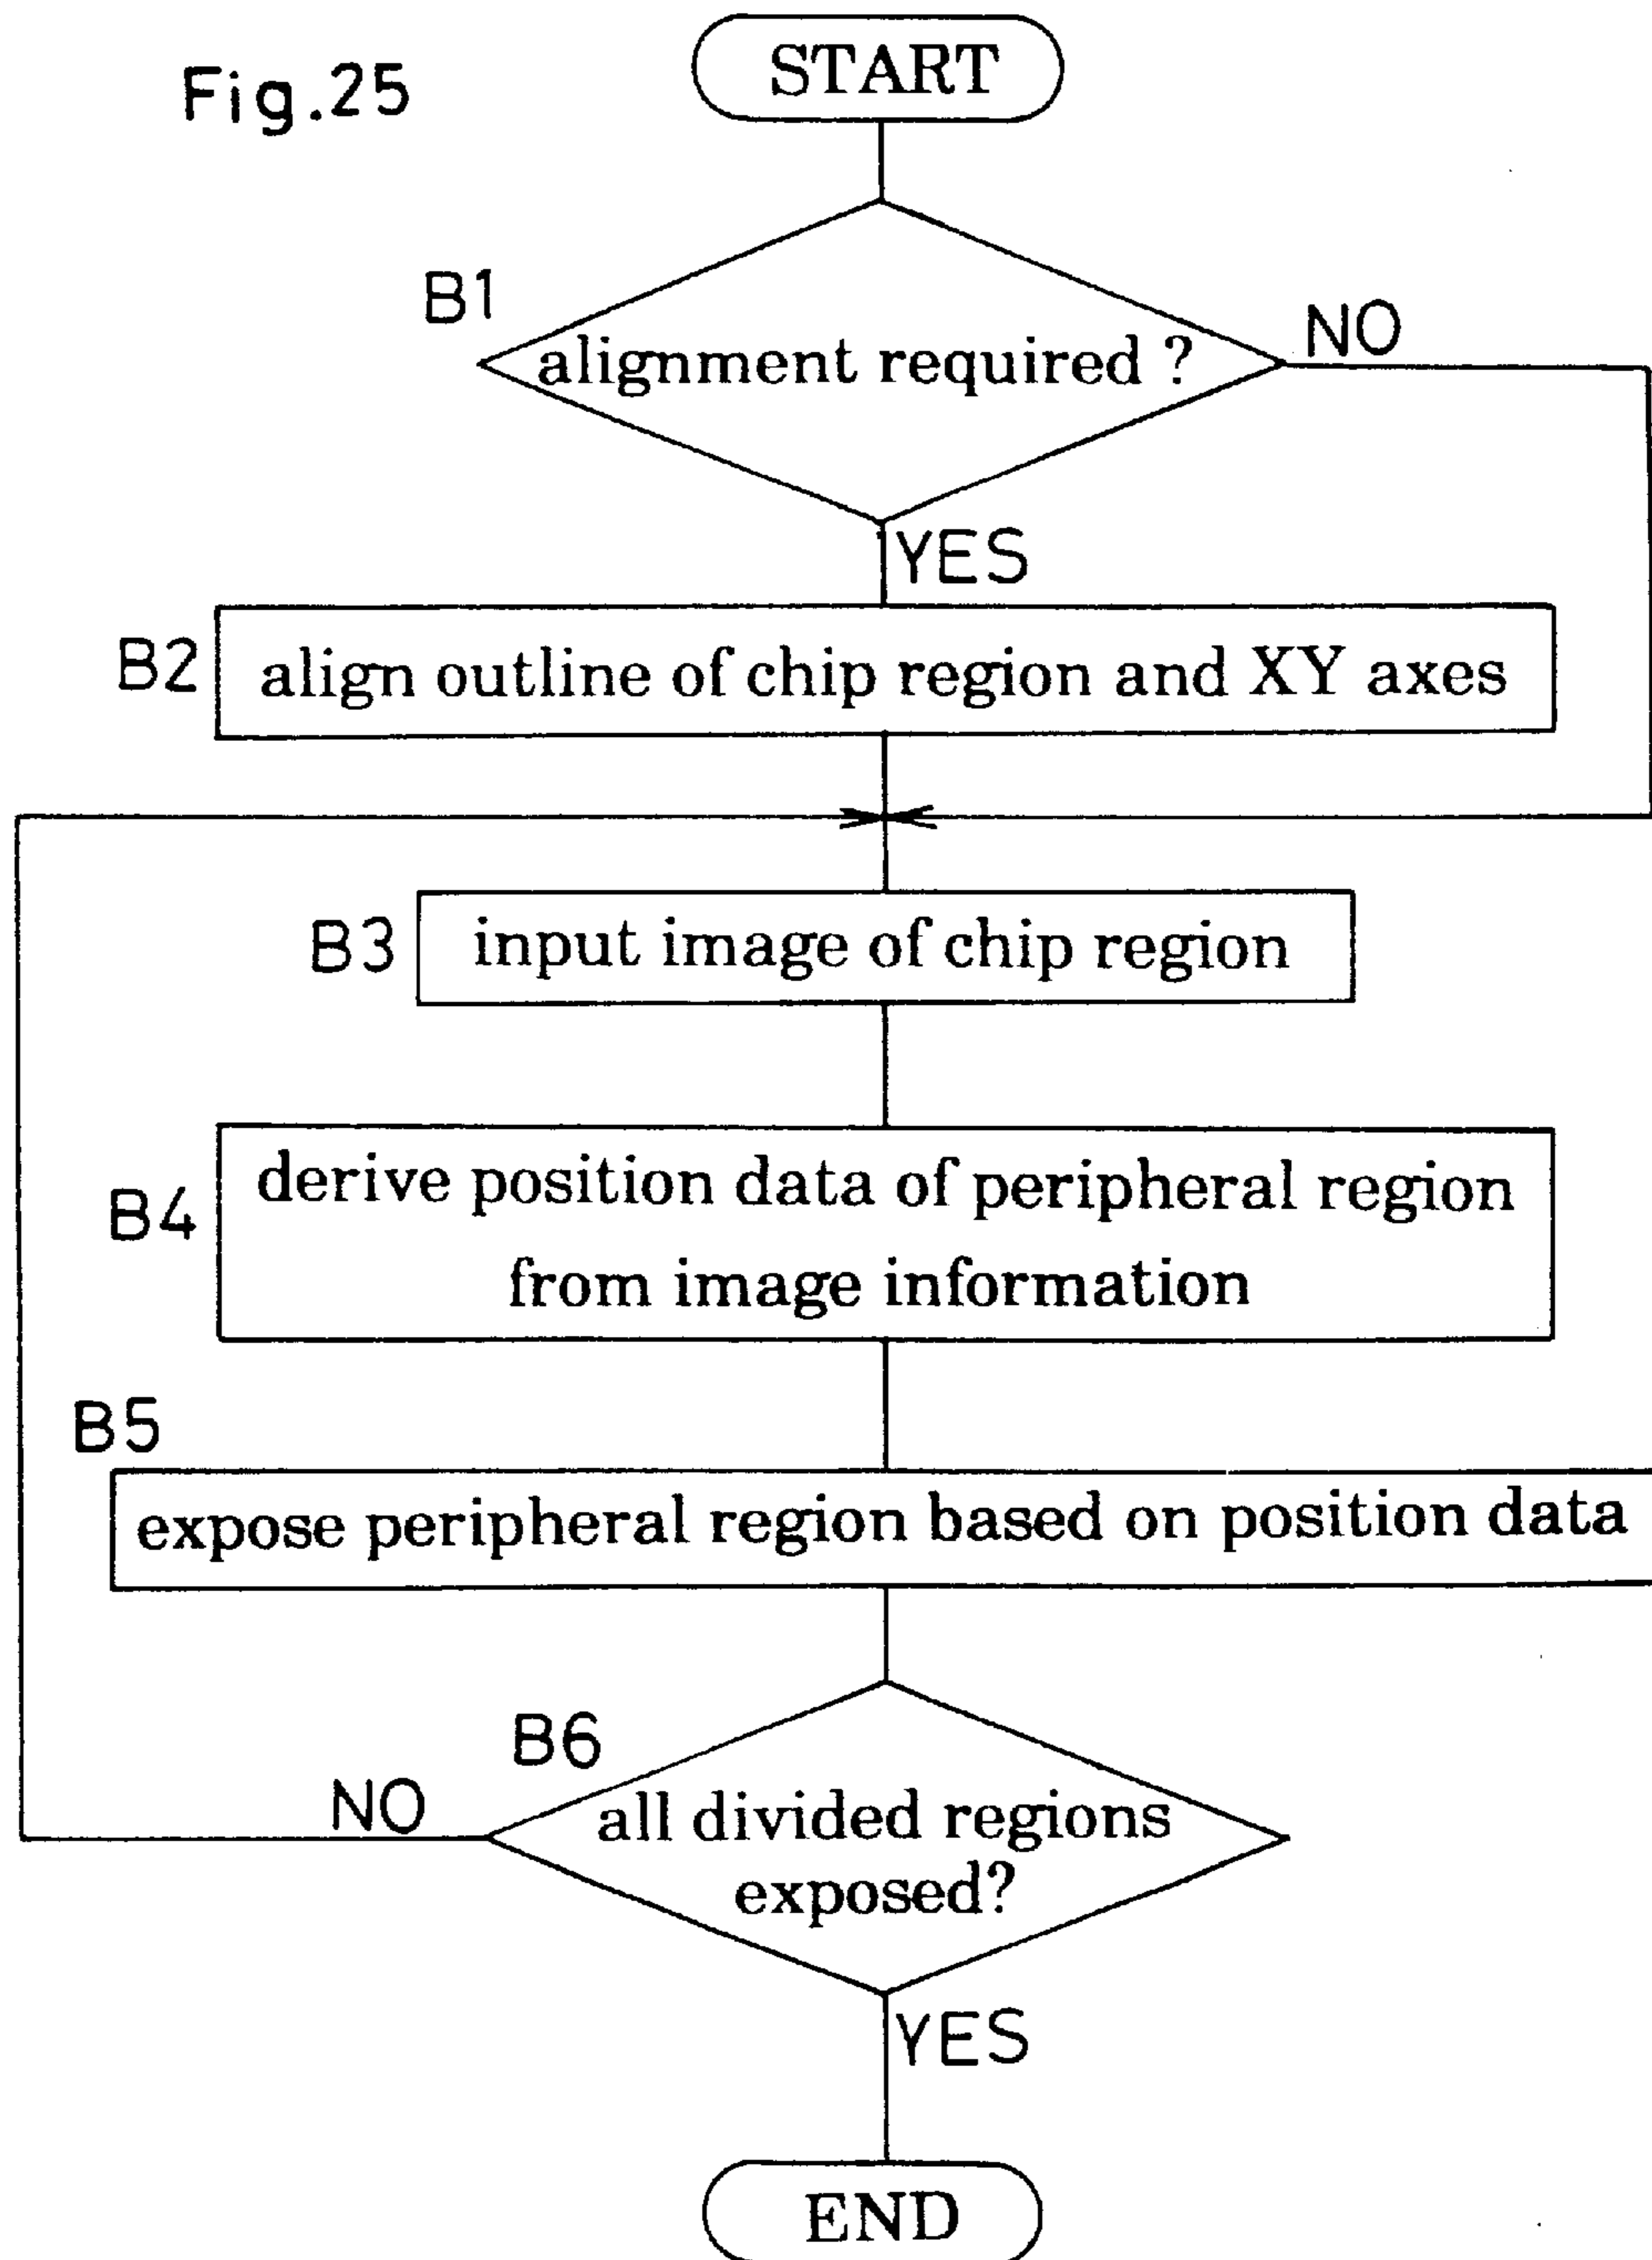 Fig.25
START
B1
alignment required ?
NO
YES
B2
align outline of chip region and XY axes
B3
input image of chip region
B4
derive position data of peripheral region
from image information
B5
expose peripheral region based on position data
B6
NO
all divided regions
exposed?
YES
END